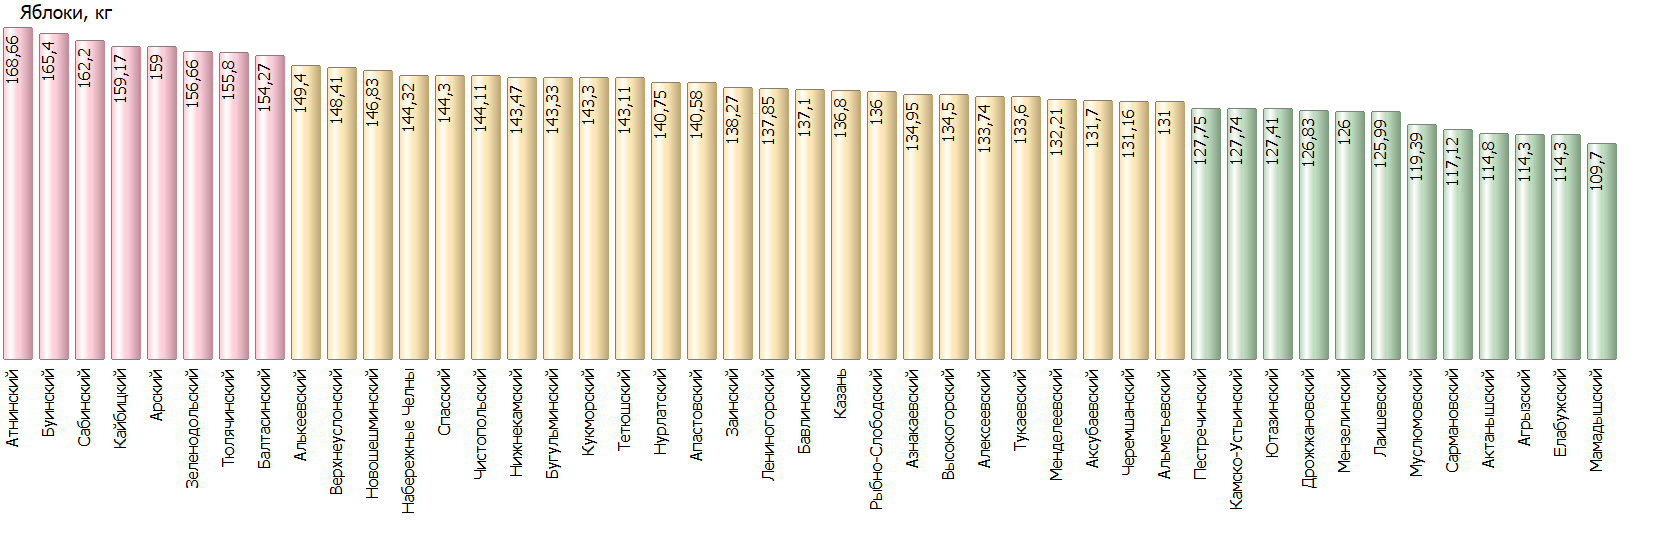 Яблоки, кг
168,66
165,4
162,2
159,17
159
156,66
155,8
154,27
149,4
148,41
146,83
144,32
144,3
144,11
143,47
143,33
143,3
143,11
140,75
140,58
138,27
137,85
137,1
136,8
136
134,95
134,5
133,74
133,6
132,21
131,7
131,16
131
127,75
127,74
127,41
126,83
126
125,99
119,39
117,12
114,8
114,3
114,3
109,7
Атнинский
Буинский
Сабинский
Кайбицкий
Арский
Зеленодольский
Тюлячинский
Балтасинский
Алькеевский
Верхнеуслонский
Новошешминский
Набережные Челны
Спасский
Чистопольский
Нижнекамский
Бугульминский
Кукморский
Тетюшский
Нурлатский
Апастовский
Заинский
Лениногорский
Бавлинский
Казань
Рыбно-Слободский
Азнакаевский
Высокогорский
Алексеевский
Тукаевский
Менделеевский
Аксубаевский
Черемшанский
Альметьевский
Пестречинский
Камско-Устьинский
Ютазинский
Дрожжановский
Мензелинский
Лаишевский
Муслюмовский
Сармановский
Актанышский
Агрызский
Елабужский
Мамадышский